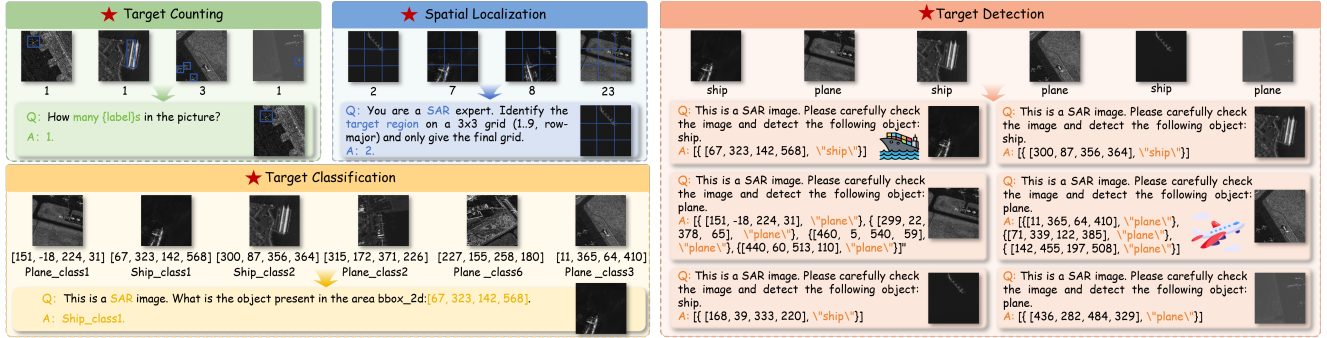 Target Counting
1 1 3 1
Q: How many {label}s in the picture?
A: 1.
Spatial Localization
2 7 8 23
Q: You are a SAR expert. Identify the
target region on a 3x3 grid (1..9, row-
major) and only give the final grid.
A: 2.
Target Classification
[151, -18, 224, 31] [67, 323, 142, 568] [300, 87, 356, 364] [315, 172, 371, 226] [227, 155, 258, 180] [11, 365, 64, 410]
Plane_class1 Ship_class1 Ship_class2 Plane_class2 Plane _class6 Plane _class3
Q: This is a SAR image. What is the object present in the area bbox_2d:[67, 323, 142, 568].
A: Ship_class1.
Target Detection
ship plane ship plane ship plane
Q: This is a SAR image. Please carefully check
the image and detect the following object:
ship.
A: [{ [67, 323, 142, 568], \"ship\"}]
Q: This is a SAR image. Please carefully check
the image and detect the following object:
ship.
A: [{ [300, 87, 356, 364], \"ship\"}]
Q: This is a SAR image. Please carefully check
the image and detect the following object:
plane.
A: [{ [151, -18, 224, 31], \"plane\"}, { [299, 22,
378, 65], \"plane\"}, {[460, 5, 540, 59],
\"plane\"}, {[440, 60, 513, 110], \"plane\"}]"
Q: This is a SAR image. Please carefully check
the image and detect the following object:
plane.
A: [{[11, 365, 64, 410], \"plane\"},
{[71, 339, 122, 385], \"plane\"},
{ [142, 455, 197, 508], \"plane\"}]
Q: This is a SAR image. Please carefully check
the image and detect the following object:
ship.
A: [{ [168, 39, 333, 220], \"ship\"}]
Q: This is a SAR image. Please carefully check
the image and detect the following object:
plane.
A: [{ [436, 282, 484, 329], \"plane\"}]